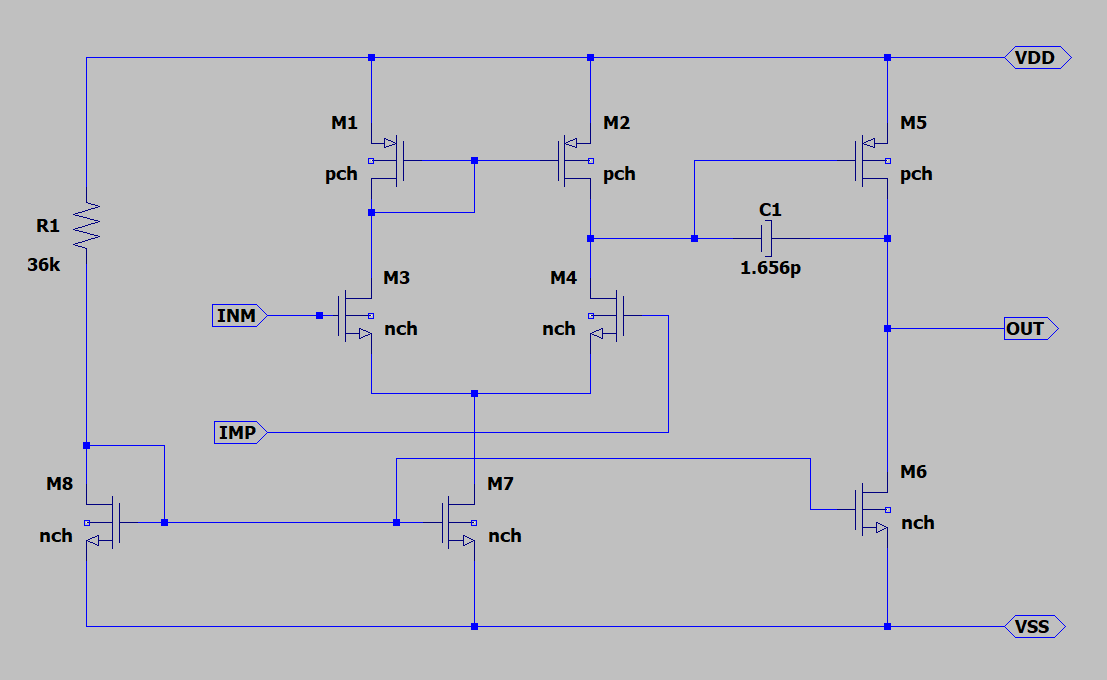 VDD
M1
M2
M5
pch
pch
pch
R1
36k
C1
1.656p
M3
M4
INM
nch
nch
OUT
IMP
M8
M7
M6
nch
nch
nch
VSS